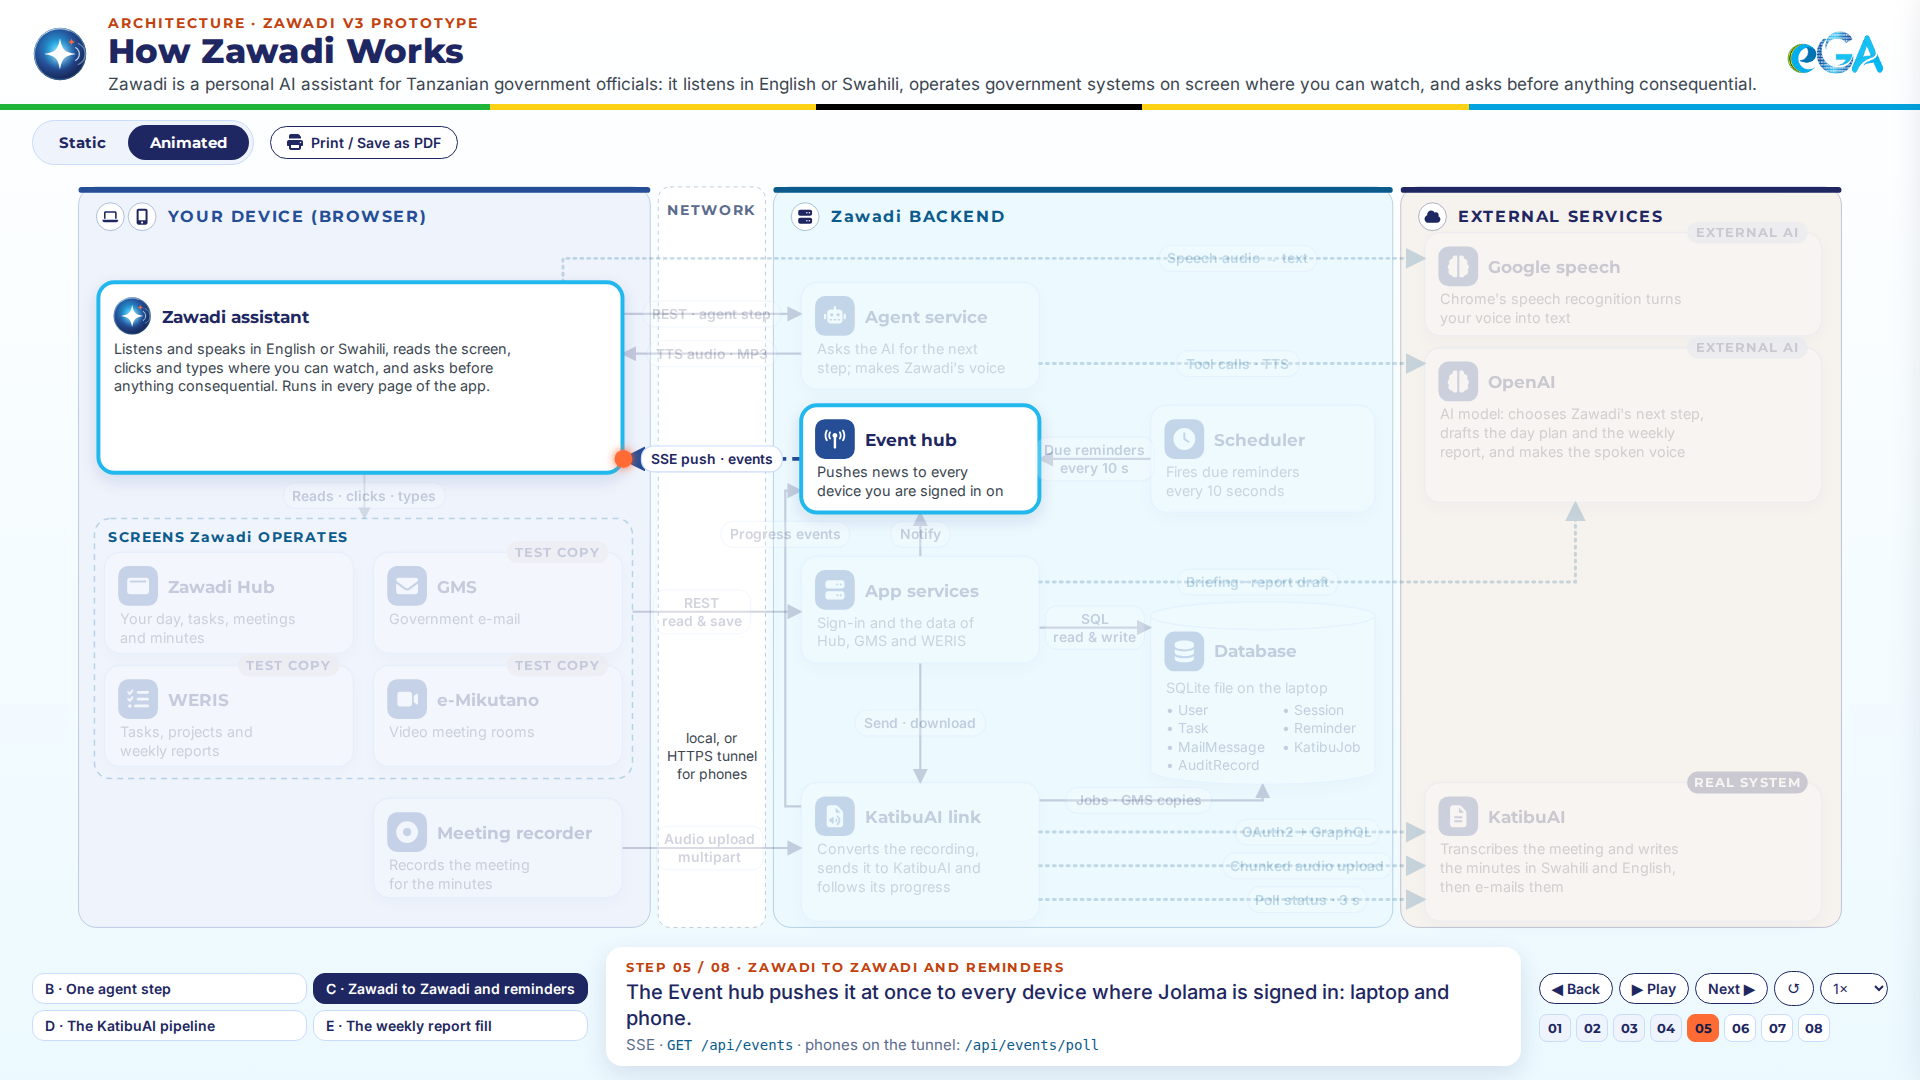 ARCHITECTURE · ZAWADI V3 PROTOTYPE
How Zawadi Works
Zawadi is a personal AI assistant for Tanzanian government officials: it listens in English or Swahili, operates government systems on screen where you can watch, and asks before anything consequential.
eGA
Static
Animated
Print / Save as PDF
YOUR DEVICE (BROWSER)
NETWORK
Zawadi BACKEND
EXTERNAL SERVICES
Zawadi assistant
Listens and speaks in English or Swahili, reads the screen,
clicks and types where you can watch, and asks before
anything consequential. Runs in every page of the app.
Reads · clicks · types
SCREENS Zawadi OPERATES
Zawadi Hub
Your day, tasks, meetings
and minutes
TEST COPY
GMS
Government e-mail
TEST COPY
WERIS
Tasks, projects and
weekly reports
TEST COPY
e-Mikutano
Video meeting rooms
Meeting recorder
Records the meeting
for the minutes
REST · agent step
TTS audio · MP3
SSE push · events
Progress events
REST
read & save
local, or
HTTPS tunnel
for phones
Audio upload
multipart
Speech audio → text
Agent service
Asks the AI for the next
step; makes Zawadi's voice
Tool calls · TTS
Event hub
Pushes news to every
device you are signed in on
Due reminders
every 10 s
Scheduler
Fires due reminders
every 10 seconds
Notify
App services
Sign-in and the data of
Hub, GMS and WERIS
Briefing · report draft
SQL
read & write
Database
SQLite file on the laptop
• User
• Session
• Task
• Reminder
• MailMessage
• KatibuJob
• AuditRecord
Send · download
KatibuAI link
Converts the recording,
sends it to KatibuAI and
follows its progress
Jobs · GMS copies
OAuth2 + GraphQL
Chunked audio upload
Poll status · 3 s
EXTERNAL AI
Google speech
Chrome's speech recognition turns
your voice into text
EXTERNAL AI
OpenAI
AI model: chooses Zawadi's next step,
drafts the day plan and the weekly
report, and makes the spoken voice
REAL SYSTEM
KatibuAI
Transcribes the meeting and writes
the minutes in Swahili and English,
then e-mails them
B · One agent step
C · Zawadi to Zawadi and reminders
D · The KatibuAI pipeline
E · The weekly report fill
STEP 05 / 08 · ZAWADI TO ZAWADI AND REMINDERS
The Event hub pushes it at once to every device where Jolama is signed in: laptop and
phone.
SSE · GET /api/events · phones on the tunnel: /api/events/poll
◀ Back
▶ Play
Next ▶
↺
1×
01
02
03
04
05
06
07
08